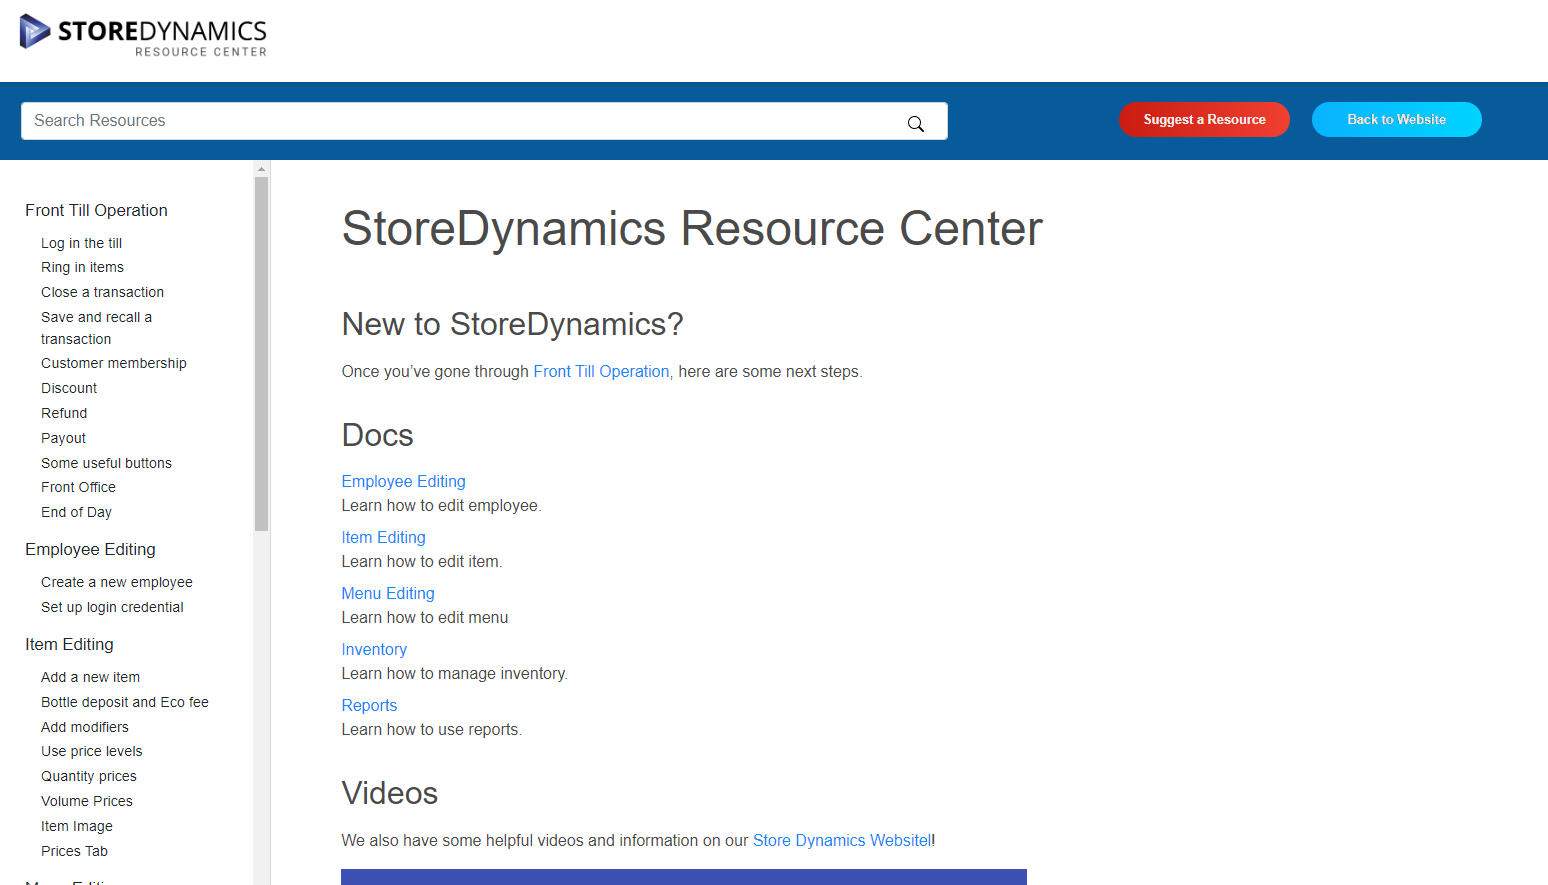 STOREDYNAMICS
RESOURCE CENTER
Search Resources
Suggest a Resource
Back to Website
Front Till Operation
Log in the till
Ring in items
Close a transaction
Save and recall a
transaction
Customer membership
Discount
Refund
Payout
Some useful buttons
Front Office
End of Day
Employee Editing
Create a new employee
Set up login credential
Item Editing
Add a new item
Bottle deposit and Eco fee
Add modifiers
Use price levels
Quantity prices
Volume Prices
Item Image
Prices Tab
StoreDynamics Resource Center
New to StoreDynamics?
Once you’ve gone through Front Till Operation, here are some next steps.
Docs
Employee Editing
Learn how to edit employee.
Item Editing
Learn how to edit item.
Menu Editing
Learn how to edit menu
Inventory
Learn how to manage inventory.
Reports
Learn how to use reports.
Videos
We also have some helpful videos and information on our Store Dynamics Websitel!